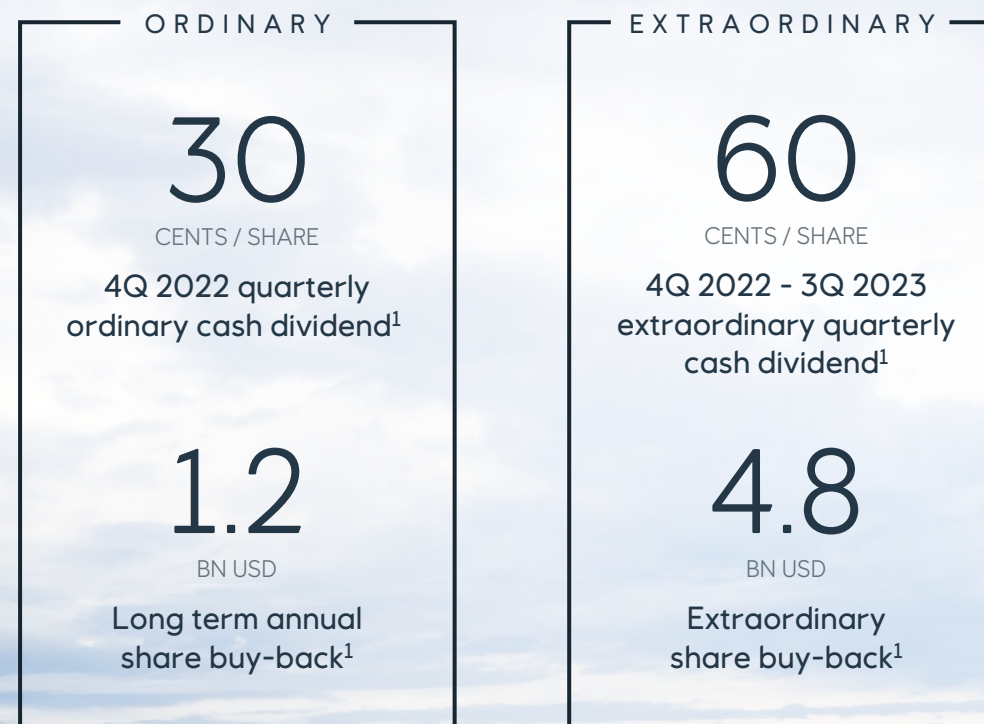 ORDINARY
30
CENTS / SHARE
4Q 2022 quarterly
ordinary cash dividend¹
1.2
BN USD
Long term annual
share buy-back¹
EXTRAORDINARY
60
CENTS / SHARE
4Q 2022 - 3Q 2023
extraordinary quarterly
cash dividend¹
4.8
BN USD
Extraordinary
share buy-back¹